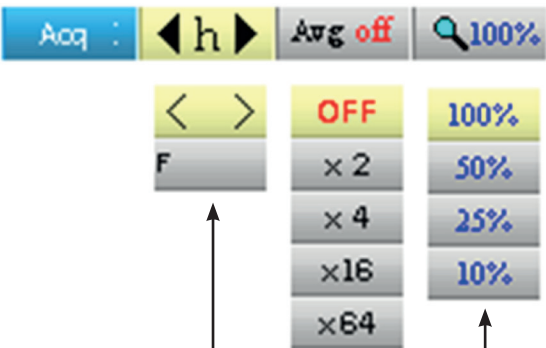 Acq : ◀ h ▶ Avg off 100%
< > OFF 100%
F × 2 50%
× 4 25%
×16 10%
×64